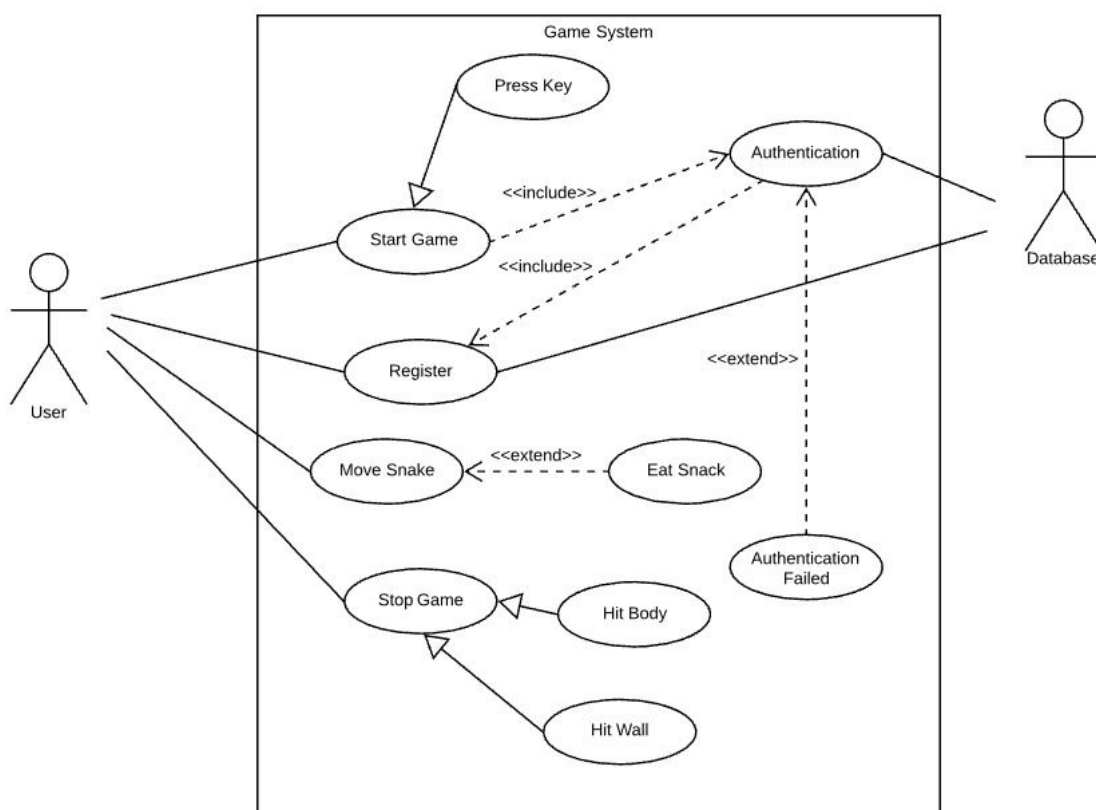 Game System
Press Key
Authentication
<<include>>
Start Game
<<include>>
Database
Register
<<extend>>
User
Move Snake
<<extend>>
Eat Snack
Authentication
Failed
Stop Game
Hit Body
Hit Wall